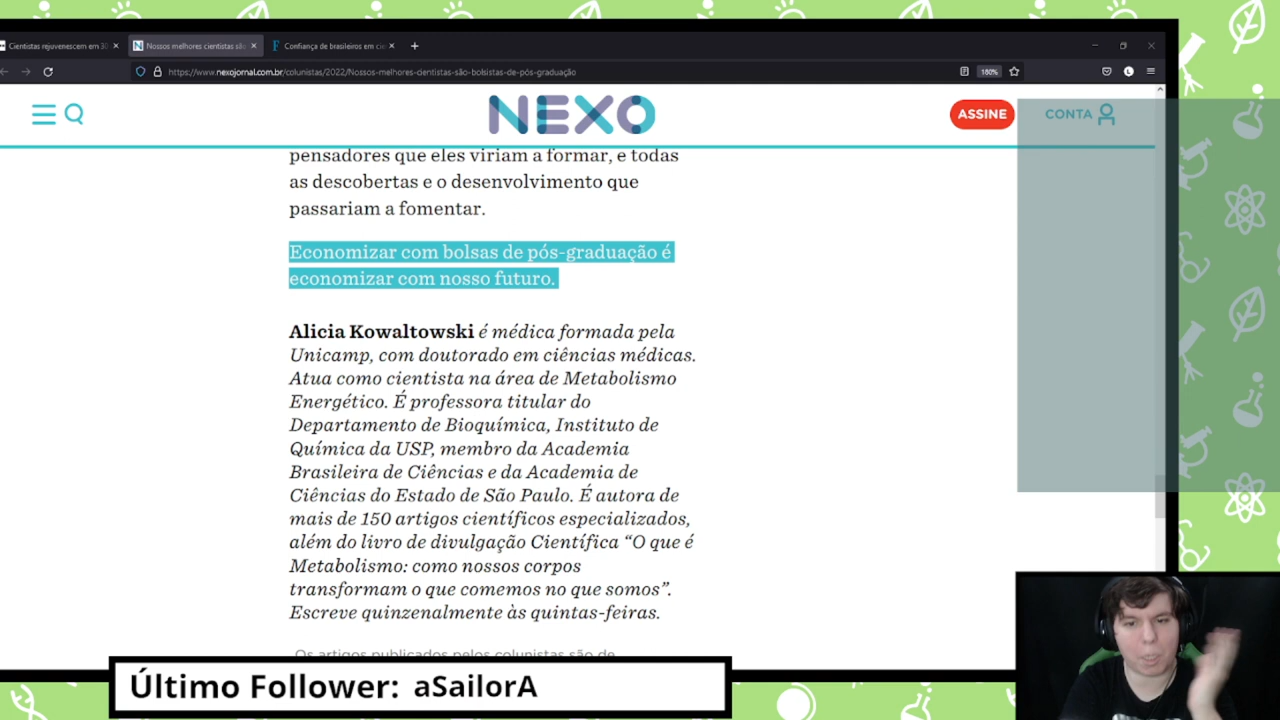 Cientistas rejuvenescem em 30
Nossos melhores cientistas são
Confiança de brasileiros em cie
https://www.nexojornal.com.br/colunistas/2022/Nossos-melhores-cientistas-são-bolsistas-de-pós-graduação
180%
NEXO
ASSINE
CONTA
pensadores que eles viriam a formar, e todas
as descobertas e o desenvolvimento que
passariam a fomentar.
Economizar com bolsas de pós-graduação é
economizar com nosso futuro.
Alicia Kowaltowski é médica formada pela
Unicamp, com doutorado em ciências médicas.
Atua como cientista na área de Metabolismo
Energético. É professora titular do
Departamento de Bioquímica, Instituto de
Química da USP, membro da Academia
Brasileira de Ciências e da Academia de
Ciências do Estado de São Paulo. É autora de
mais de 150 artigos científicos especializados,
além do livro de divulgação Científica “O que é
Metabolismo: como nossos corpos
transformam o que comemos no que somos”.
Escreve quinzenalmente às quintas-feiras.
Os artigos publicados pelos colunistas são de
Último Follower: aSailorA